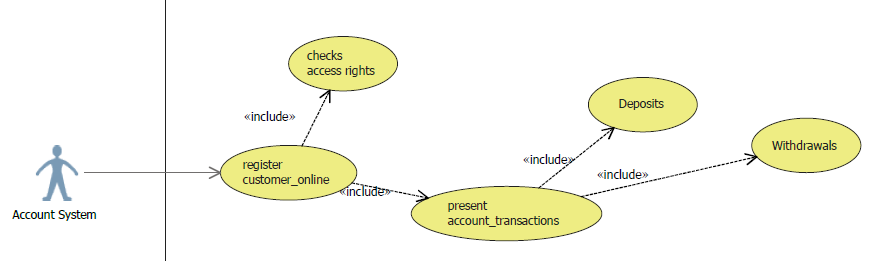 checks
access rights
«include»
Deposits
Withdrawals
«include»
«include»
register
customer_online
«include»
present
account_transactions
Account System